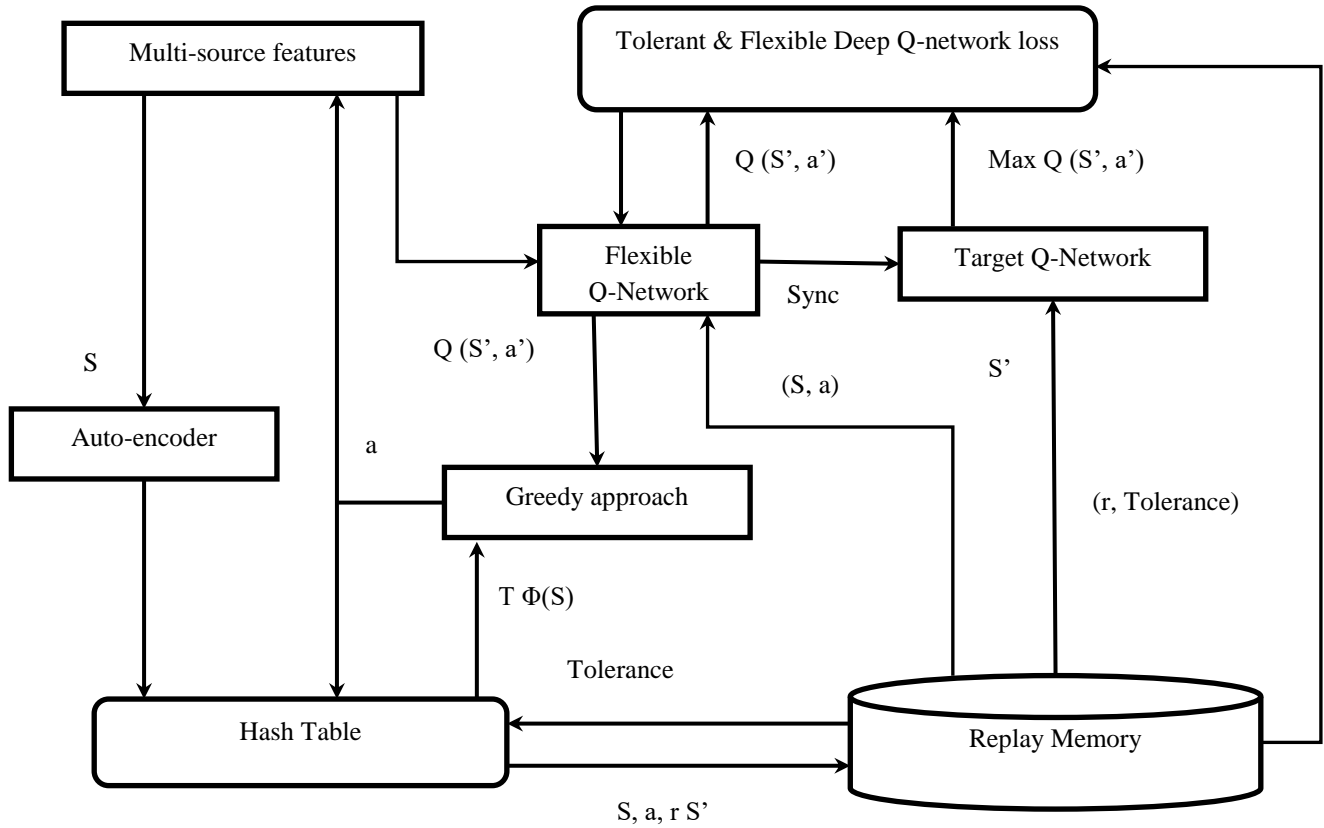 Tolerant & Flexible Deep Q-network loss
Multi-source features
Q (S’, a’)
Max Q (S’, a’)
Flexible
Q-Network
Target Q-Network
Sync
Q (S’, a’)
S
(S, a)
S’
Auto-encoder
a
Greedy approach
(r, Tolerance)
T Φ(S)
Tolerance
Hash Table
Replay Memory
S, a, r S’